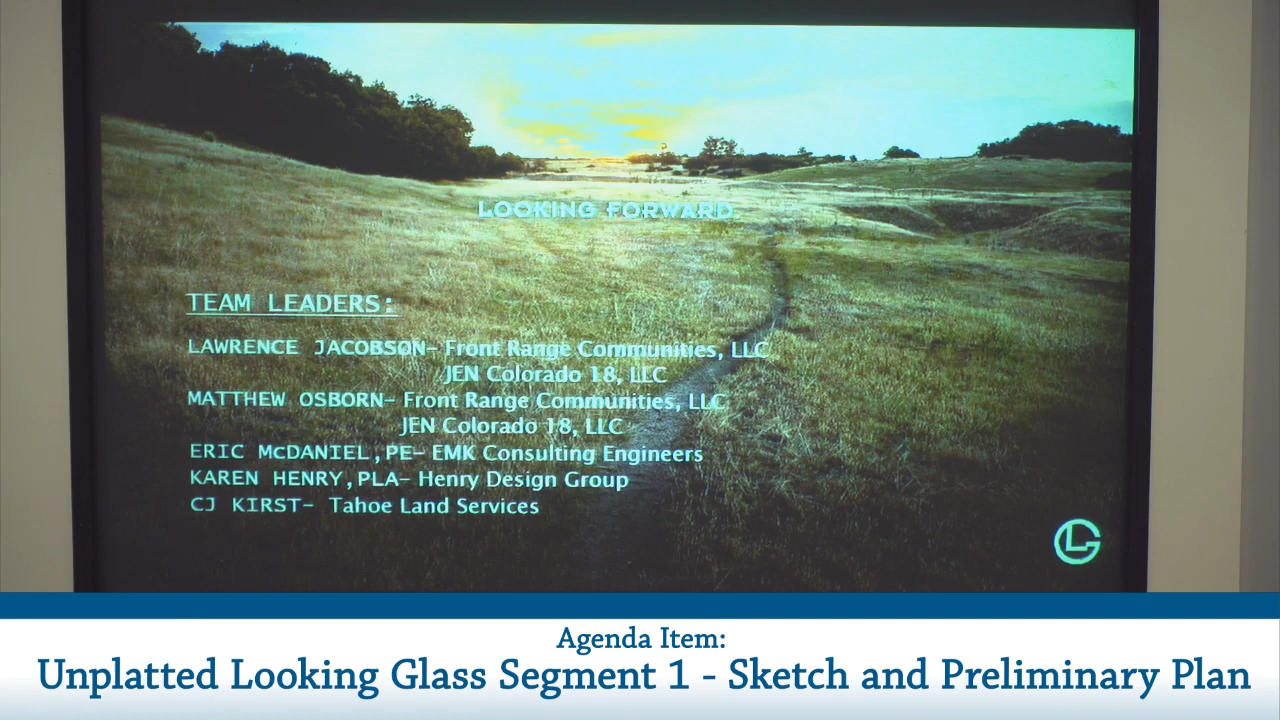 LOOKING FORWARD
TEAM LEADERS:
LAWRENCE JACOBSON- Front Range Communities, LLC
JEN Colorado 18, LLC
MATTHEW OSBORN- Front Range Communities, LLC
JEN Colorado 18, LLC
ERIC McDANIEL, PE- EMK Consulting Engineers
KAREN HENRY, PLA- Henry Design Group
CJ KIRST- Tahoe Land Services
LG
Agenda Item:
Unplatted Looking Glass Segment 1 - Sketch and Preliminary Plan